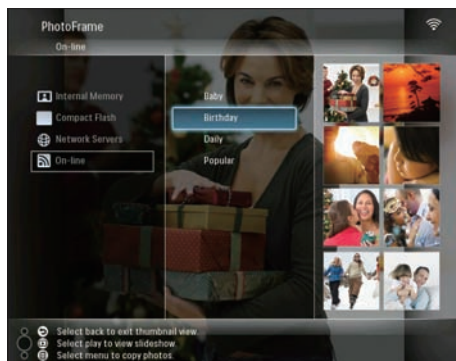 PhotoFrame
On-line
Internal Memory
Compact Flash
Network Servers
On-line
Baby
Birthday
Daily
Popular
Select back to exit thumbnail view.
Select play to view slideshow.
Select menu to copy photos.